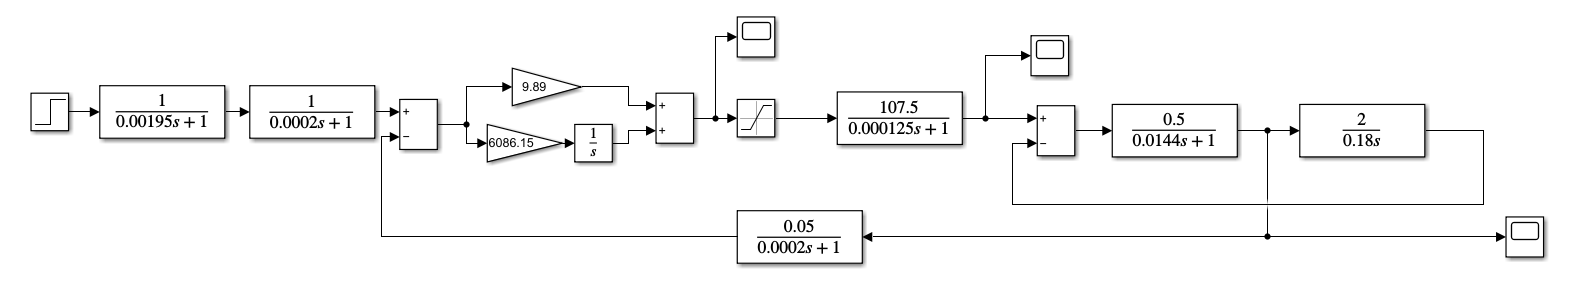 1
0.00195s + 1
1
0.0002s + 1
+
−
9.89
6086.15
1
s
+
+
107.5
0.000125s + 1
+
−
0.5
0.0144s + 1
2
0.18s
0.05
0.0002s + 1